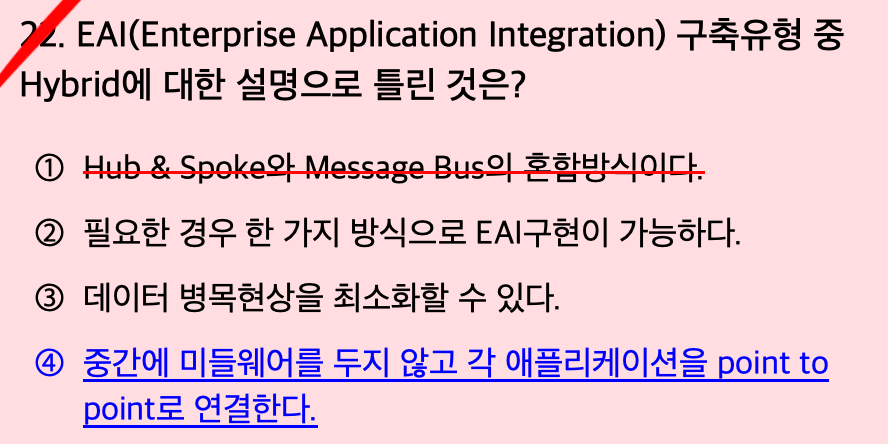 22. EAI(Enterprise Application Integration) 구축유형 중
Hybrid에 대한 설명으로 틀린 것은?
① Hub & Spoke와 Message Bus의 혼합방식이다.
② 필요한 경우 한 가지 방식으로 EAI구현이 가능하다.
③ 데이터 병목현상을 최소화할 수 있다.
④ 중간에 미들웨어를 두지 않고 각 애플리케이션을 point to
point로 연결한다.